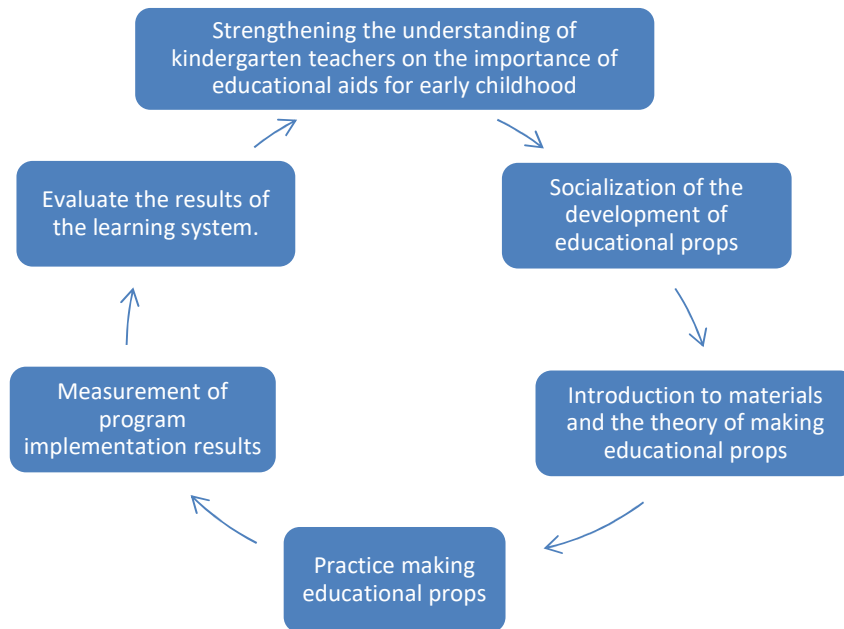 Strengthening the understanding of
kindergarten teachers on the importance of
educational aids for early childhood
Socialization of the
development of
educational props
Introduction to materials
and the theory of making
educational props
Practice making
educational props
Measurement of
program
implementation results
Evaluate the results of
the learning system.